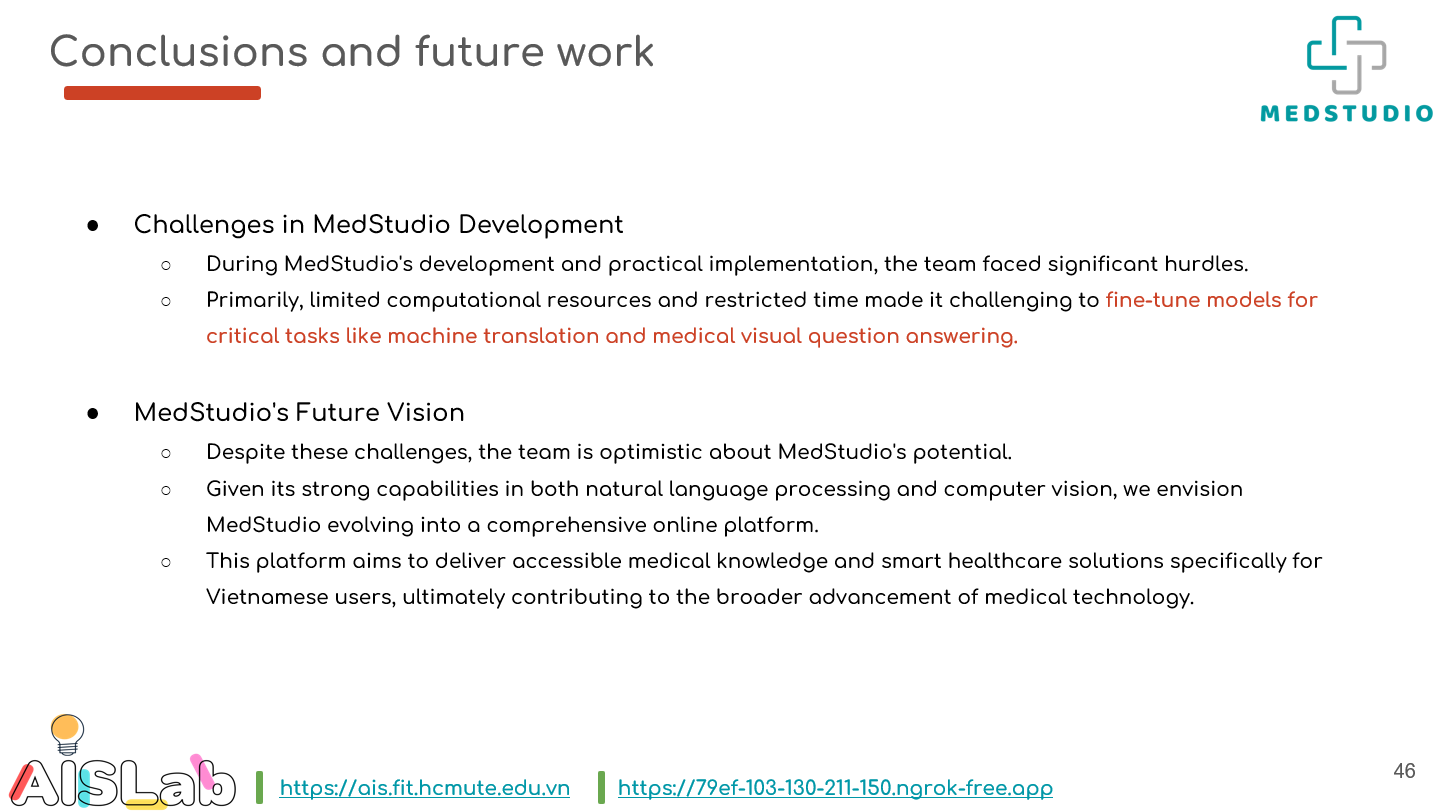 Conclusions and future work
MEDSTUDIO
● Challenges in MedStudio Development
○ During MedStudio's development and practical implementation, the team faced significant hurdles.
○ Primarily, limited computational resources and restricted time made it challenging to fine-tune models for
critical tasks like machine translation and medical visual question answering.
● MedStudio's Future Vision
○ Despite these challenges, the team is optimistic about MedStudio's potential.
○ Given its strong capabilities in both natural language processing and computer vision, we envision
MedStudio evolving into a comprehensive online platform.
○ This platform aims to deliver accessible medical knowledge and smart healthcare solutions specifically for
Vietnamese users, ultimately contributing to the broader advancement of medical technology.
AISLab
https://ais.fit.hcmute.edu.vn
https://79ef-103-130-211-150.ngrok-free.app
46